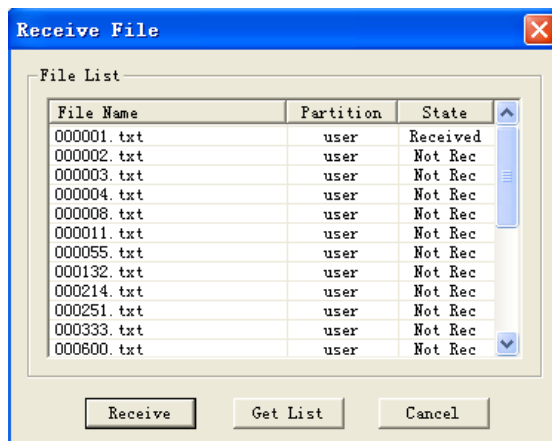 Receive File
File List
File Name Partition State
000001.txt user Received
000002.txt user Not Rec
000003.txt user Not Rec
000004.txt user Not Rec
000008.txt user Not Rec
000011.txt user Not Rec
000055.txt user Not Rec
000132.txt user Not Rec
000214.txt user Not Rec
000251.txt user Not Rec
000333.txt user Not Rec
000600.txt user Not Rec
Receive Get List Cancel